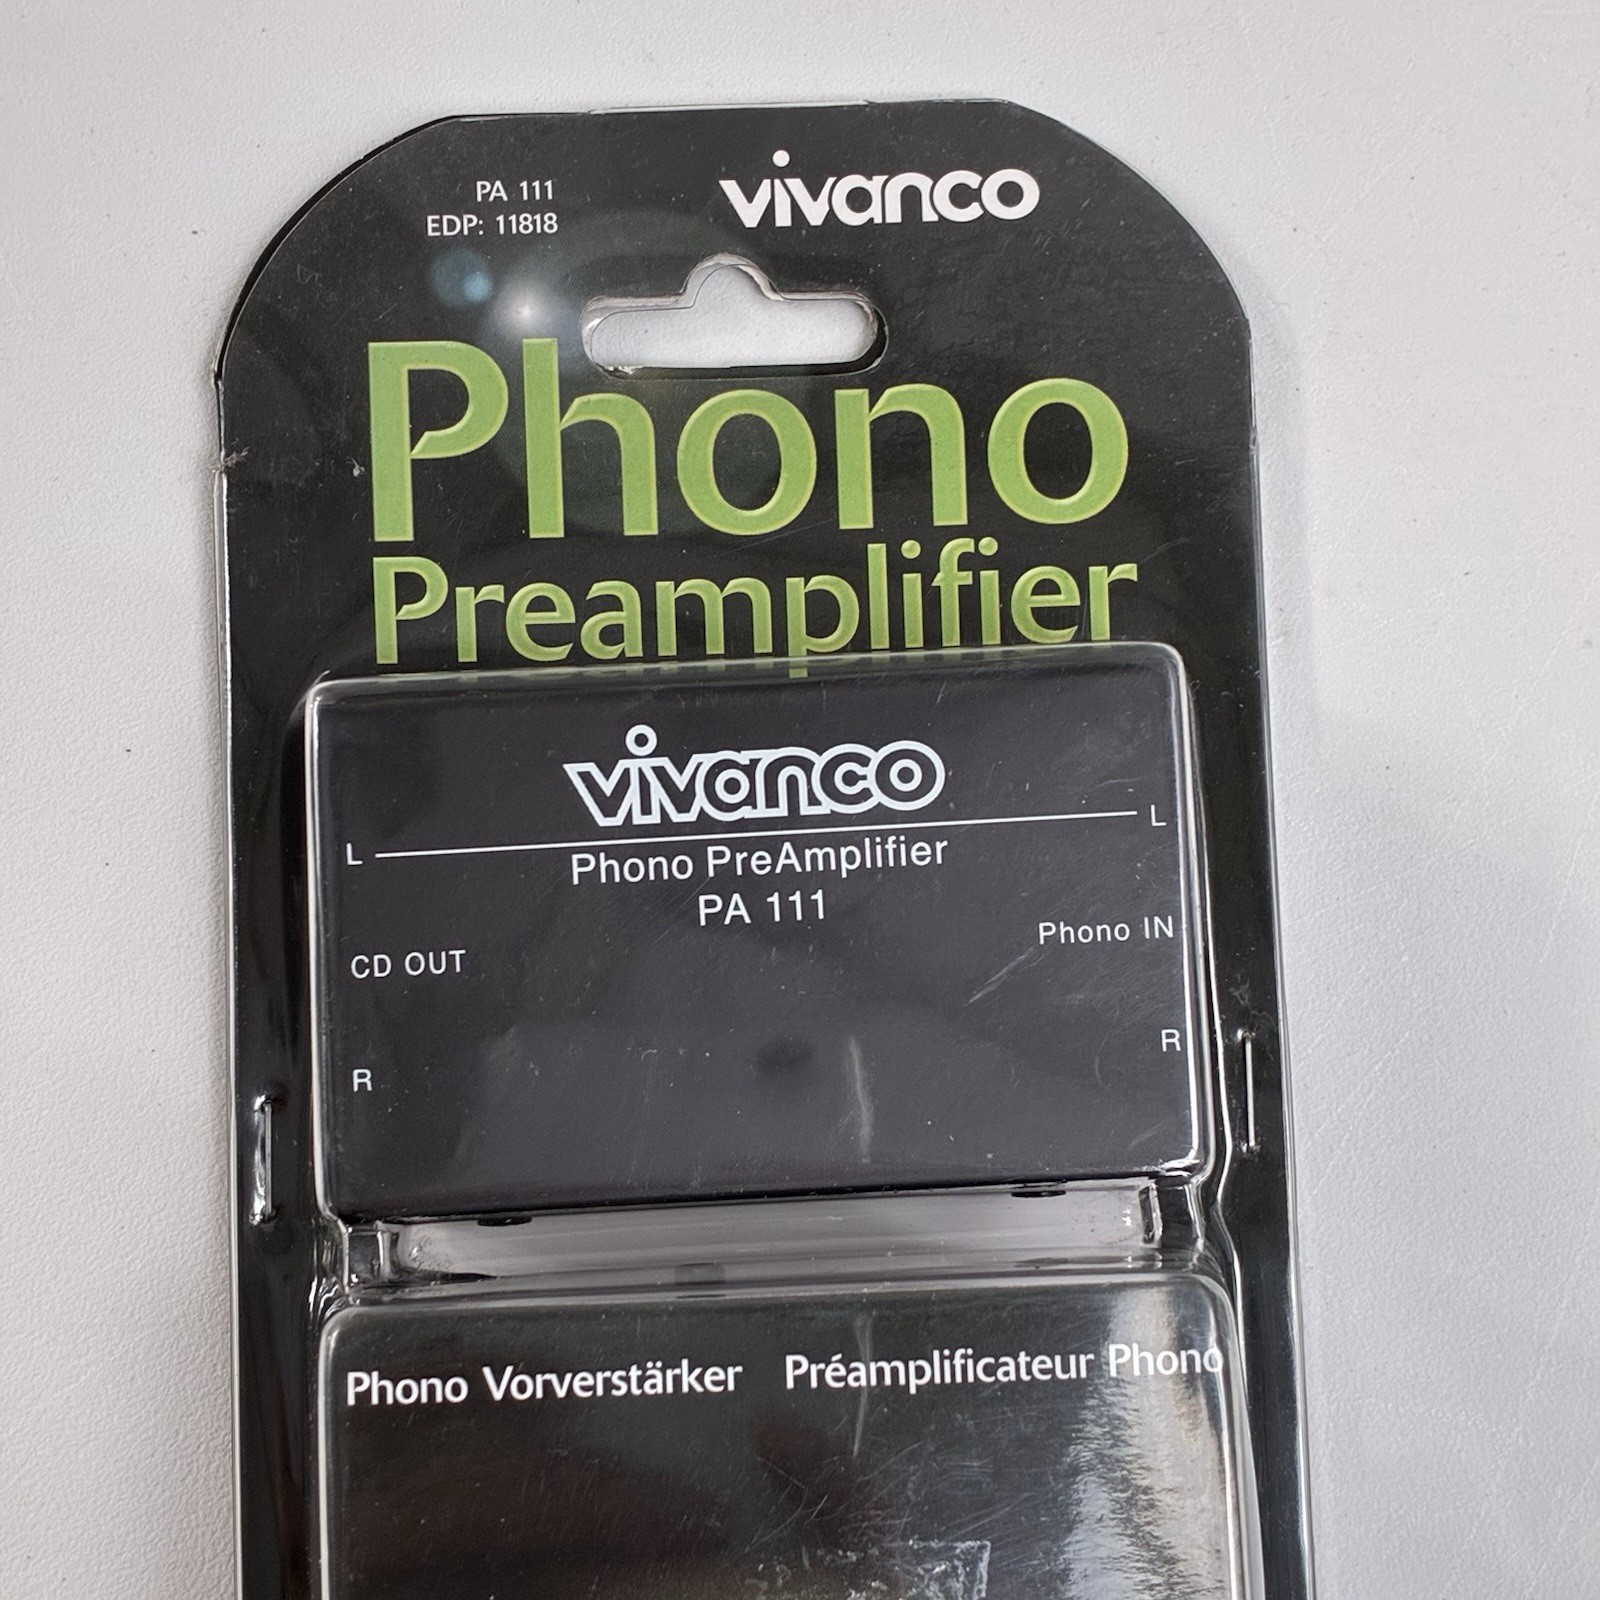 PA 111
EDP: 11818
vivanco
Phono
Preamplifier
vivanco
L L
Phono PreAmplifier
PA 111
Phono IN
CD OUT
R
R
Phono Vorverstärker Préamplificateur Phono